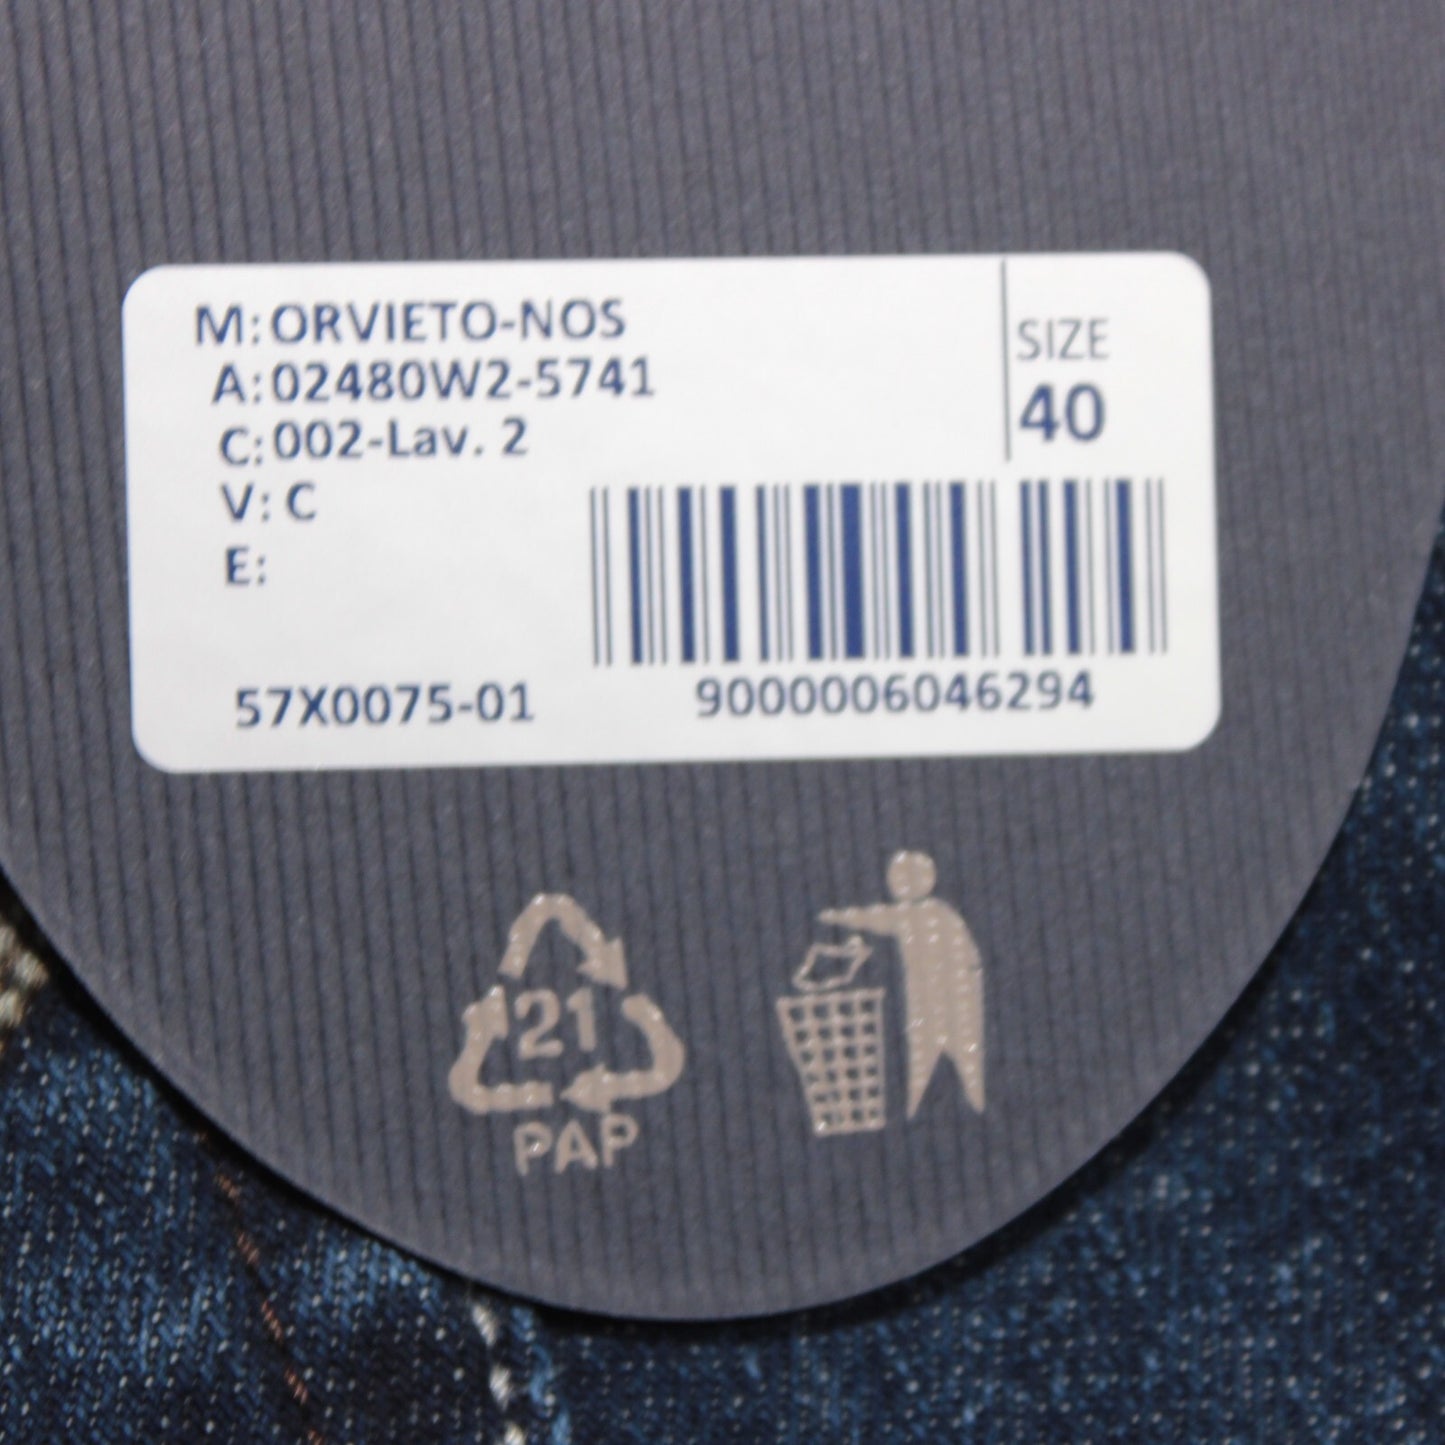 M: ORVIETO-NOS
A: 02480W2-5741
C: 002-Lav. 2
V: C
E:
SIZE
40
57X0075-01
9000006046294
21
PAP